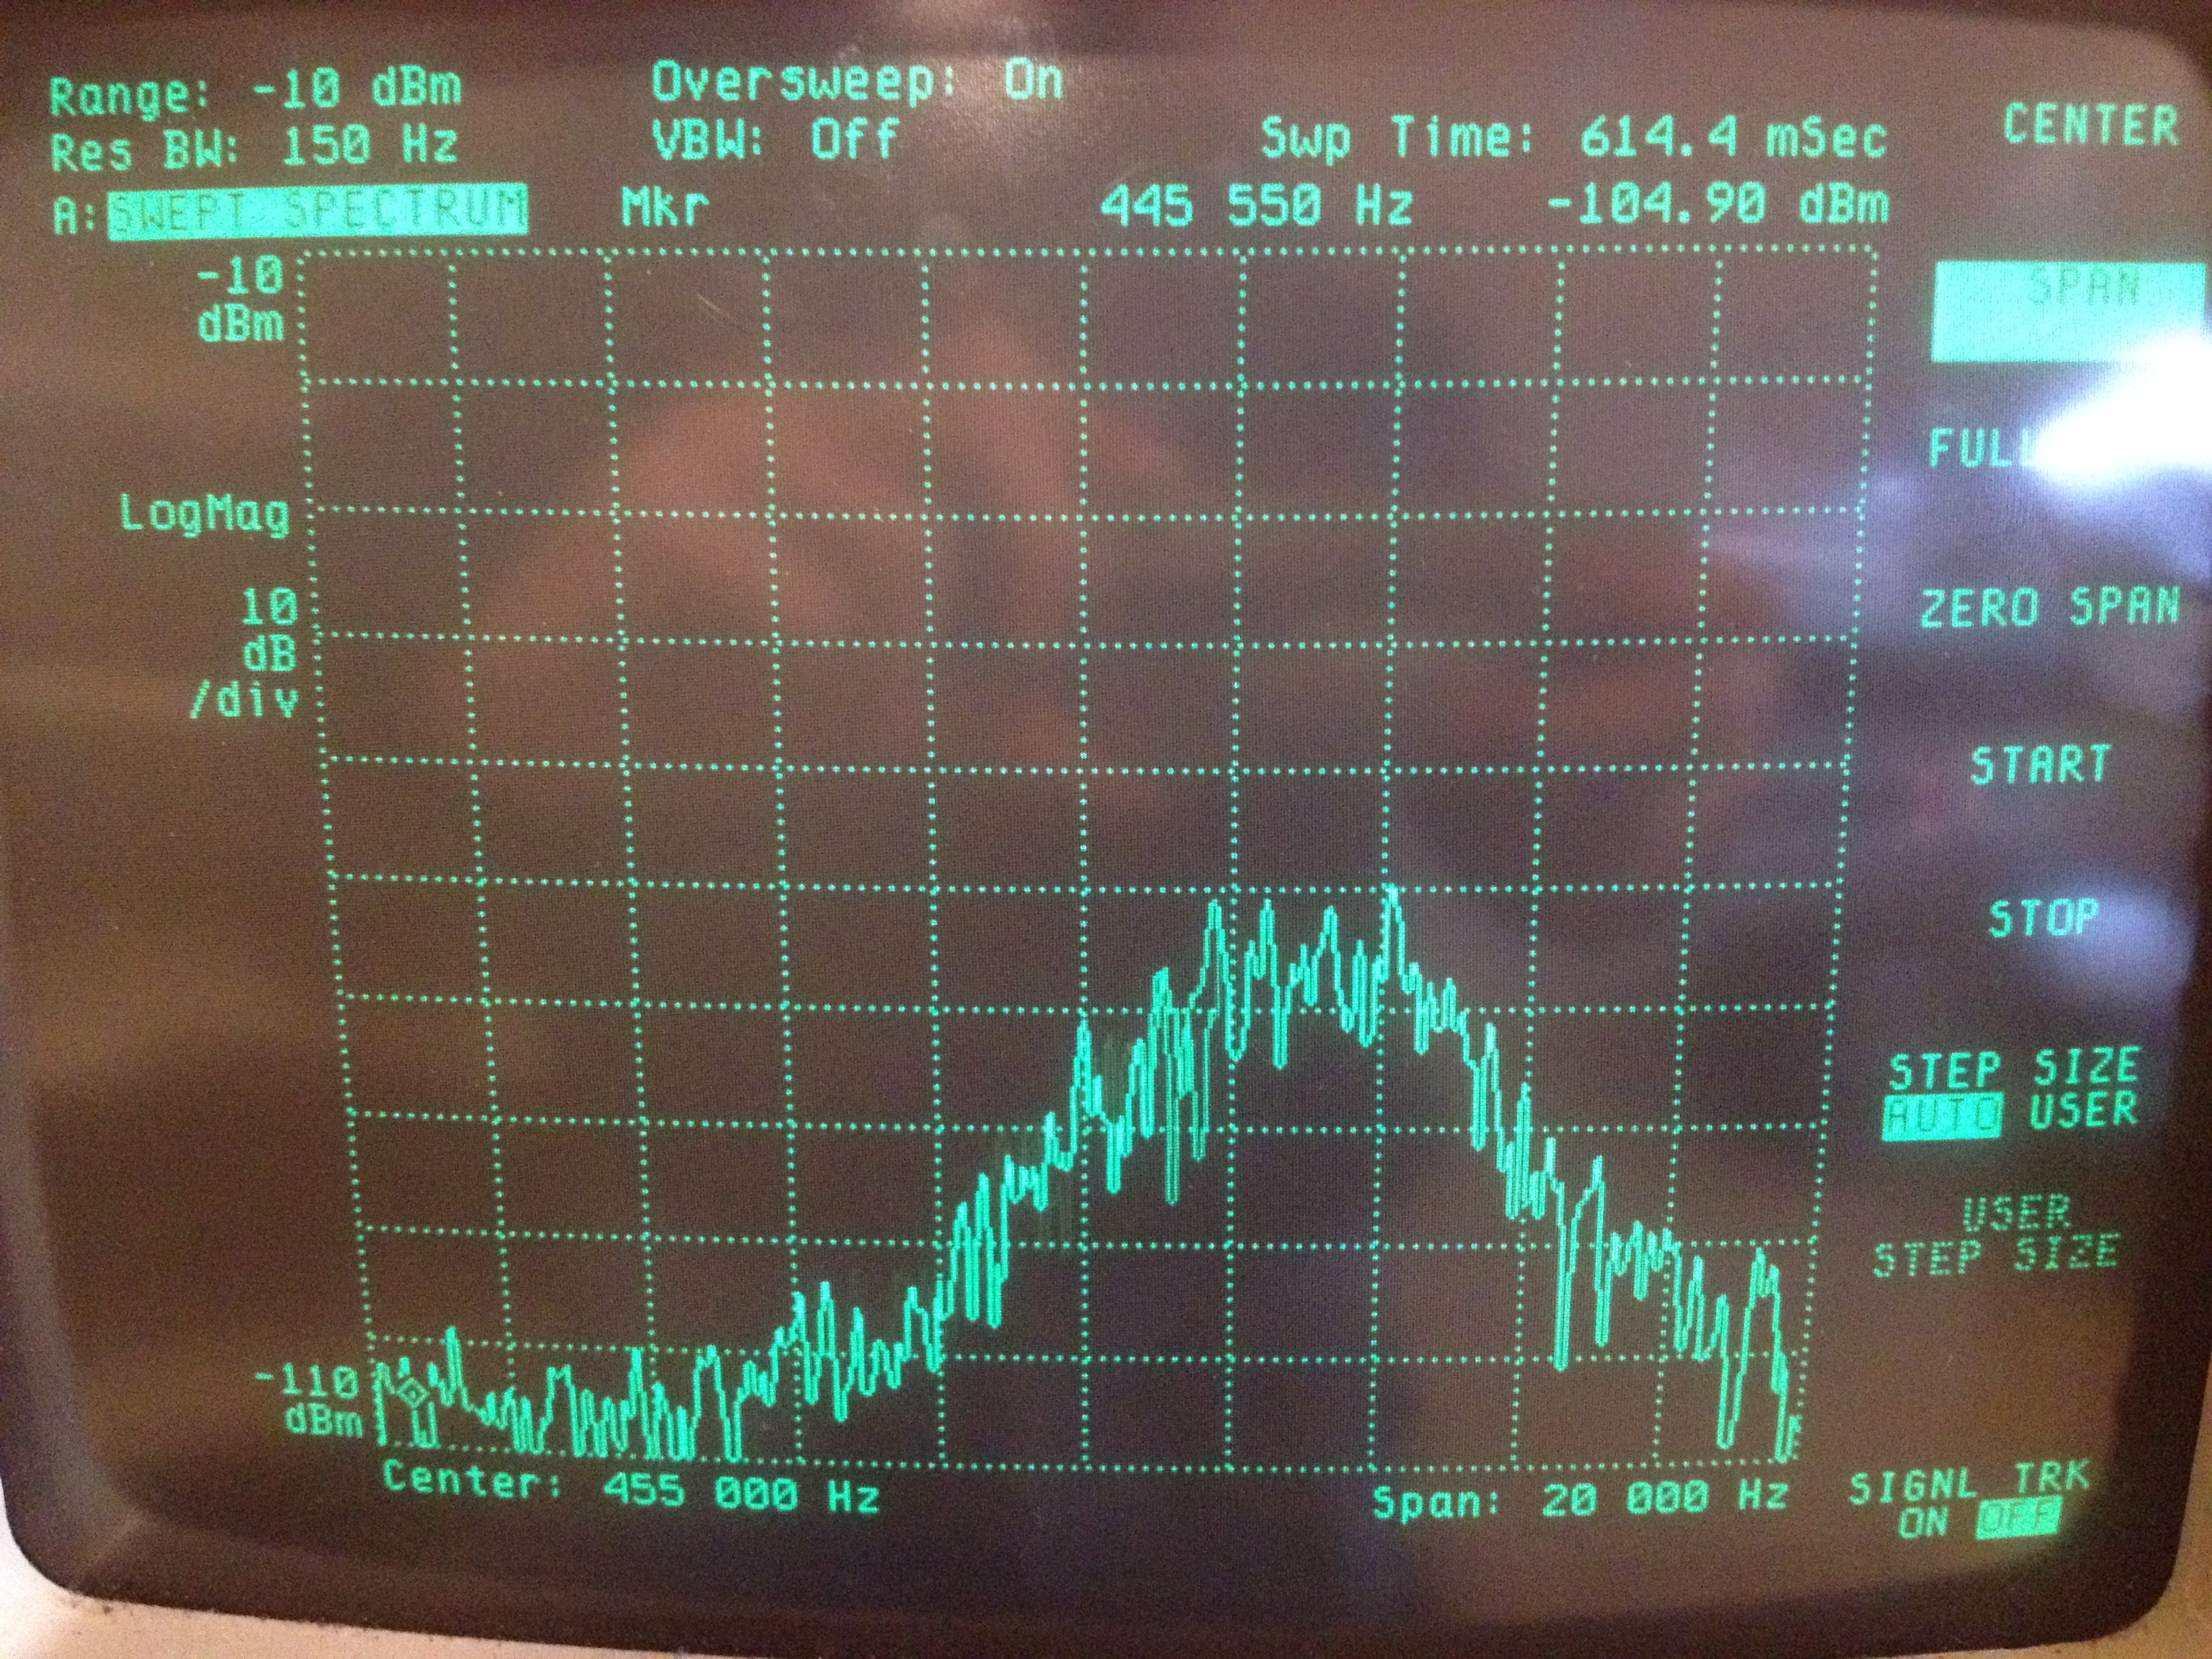 Range: -10 dBm
Oversweep: On
Res BW: 150 Hz
VBW: Off
Swp Time: 614.4 mSec
A: SWEPT SPECTRUM
Mkr
445 550 Hz
-104.90 dBm
-10
dBm
LogMag
10
dB
/div
-110
dBm
Center: 455 000 Hz
Span: 20 000 Hz
CENTER
SPAN
ZERO SPAN
START
STOP
STEP SIZE
AUTO USER
USER
STEP SIZE
SIGNL TRK
ON OFF